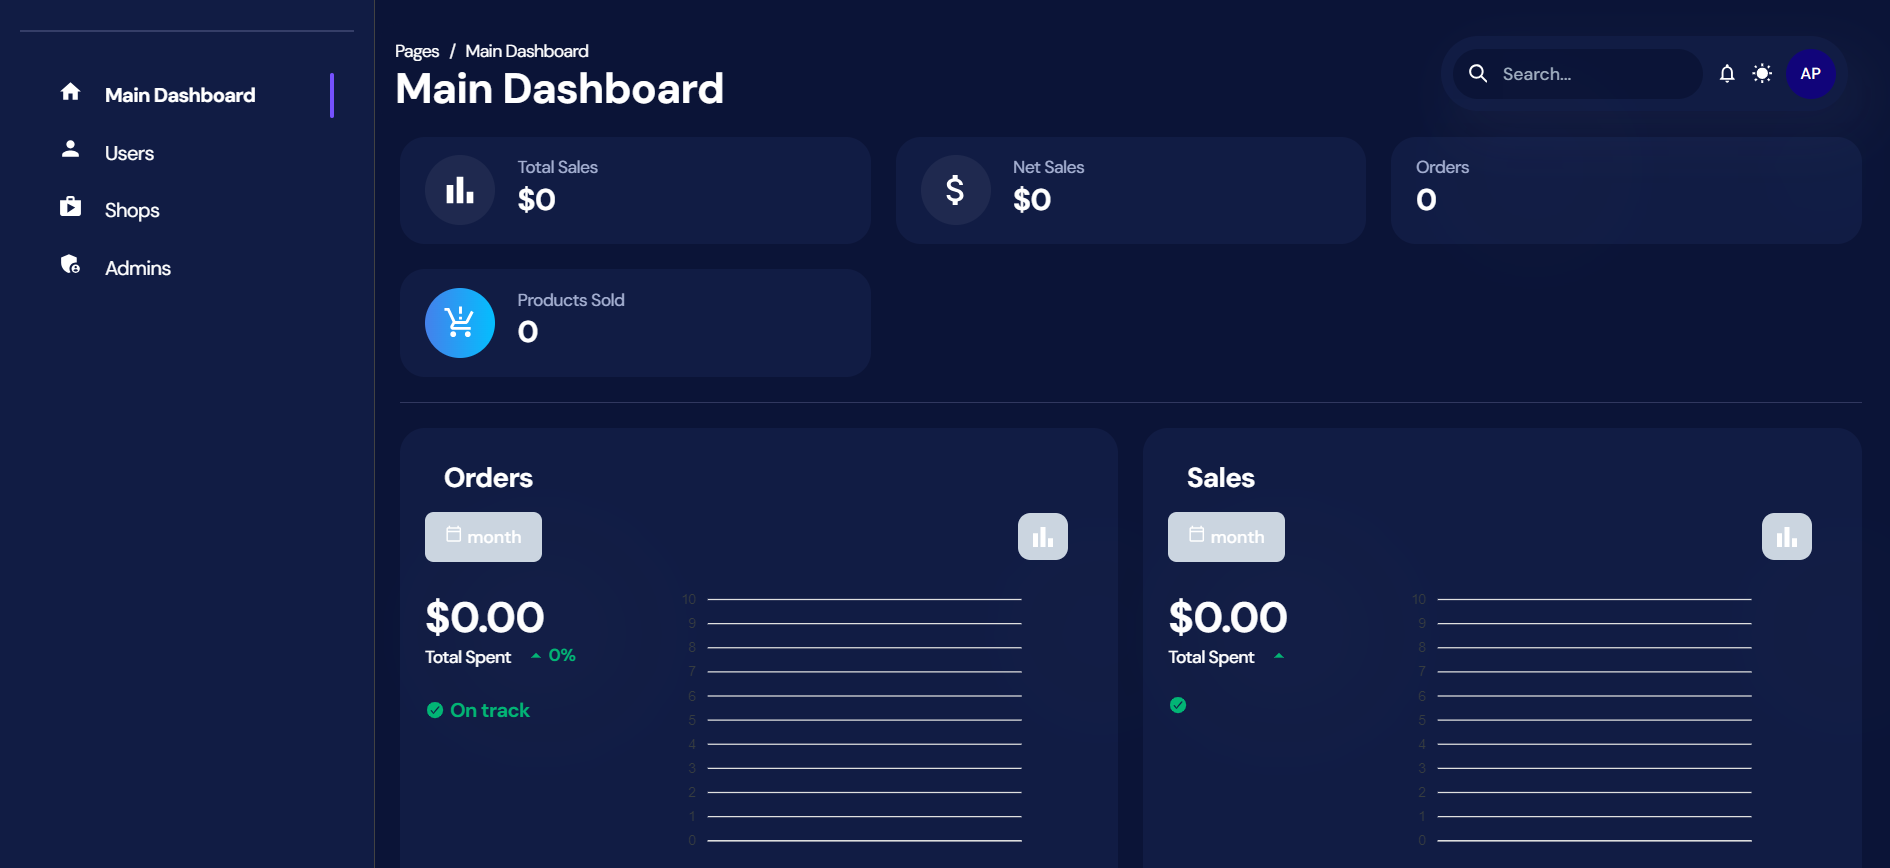 Main Dashboard
Users
Shops
Admins
Pages / Main Dashboard
Main Dashboard
Search...
AP
Total Sales
$0
Net Sales
$0
Orders
0
Products Sold
0
Orders
month
$0.00
Total Spent 0%
On track
10
9
8
7
6
5
4
3
2
1
0
Sales
month
$0.00
Total Spent
10
9
8
7
6
5
4
3
2
1
0